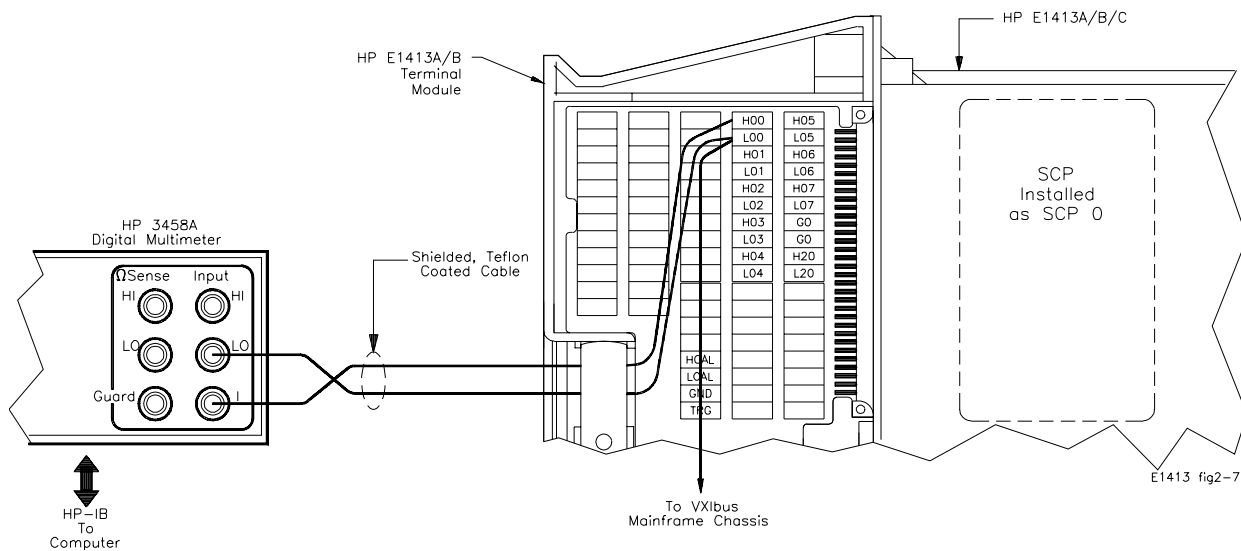 HP E1413A/B/C
HP E1413A/B
Terminal
Module
H00 H05
L00 L05
H01 H06
L01 L06
H02 H07
L02 L07
H03 G0
L03 G0
H04 H20
L04 L20
HCAL
LCAL
GND
TRG
SCP
Installed
as SCP 0
HP 3458A
Digital Multimeter
ΩSense Input
HI HI
LO LO
Guard I
Shielded, Teflon
Coated Cable
HP-IB
To
Computer
To VXIbus
Mainframe Chassis
E1413 fig2-7